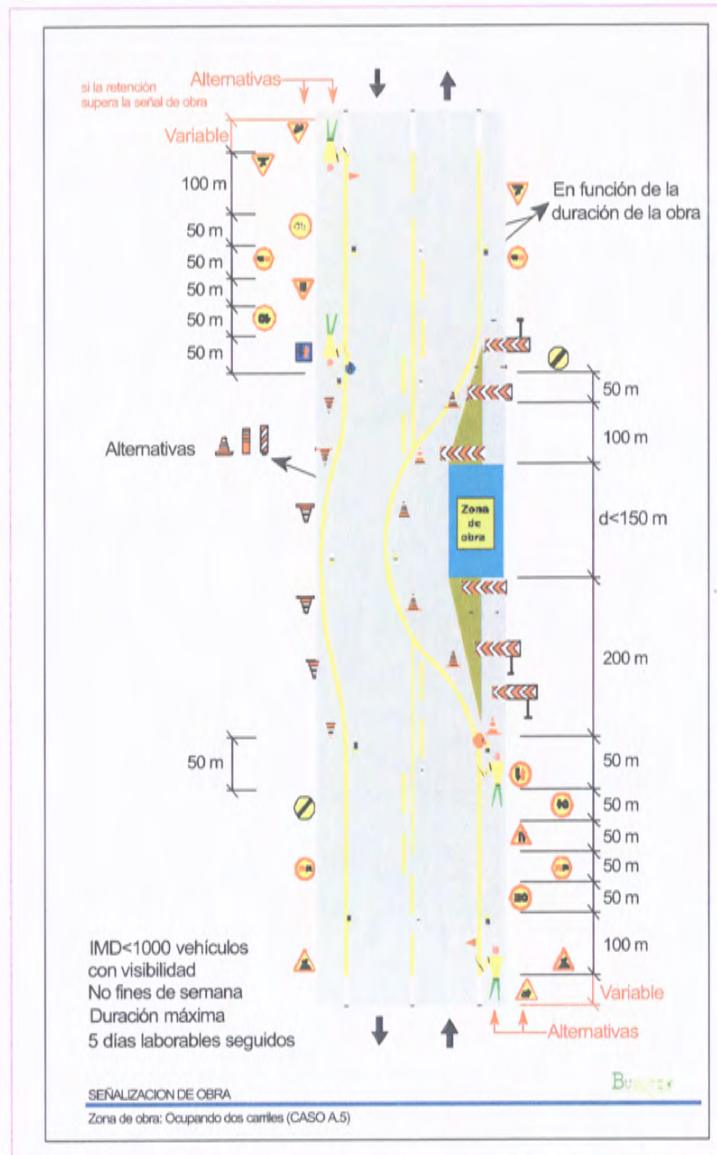 Alternativas
si la retención
supera la señal de obra
Variable
100 m
50 m
50 m
50 m
50 m
50 m
En función de la
duración de la obra
50 m
100 m
Alternativas
d<150 m
Zona
de
obra
200 m
50 m
50 m
50 m
50 m
50 m
50 m
100 m
Variable
Alternativas
IMD<1000 vehículos
con visibilidad
No fines de semana
Duración máxima
5 días laborables seguidos
SEÑALIZACION DE OBRA
Zona de obra: Ocupando dos carriles (CASO A.5)